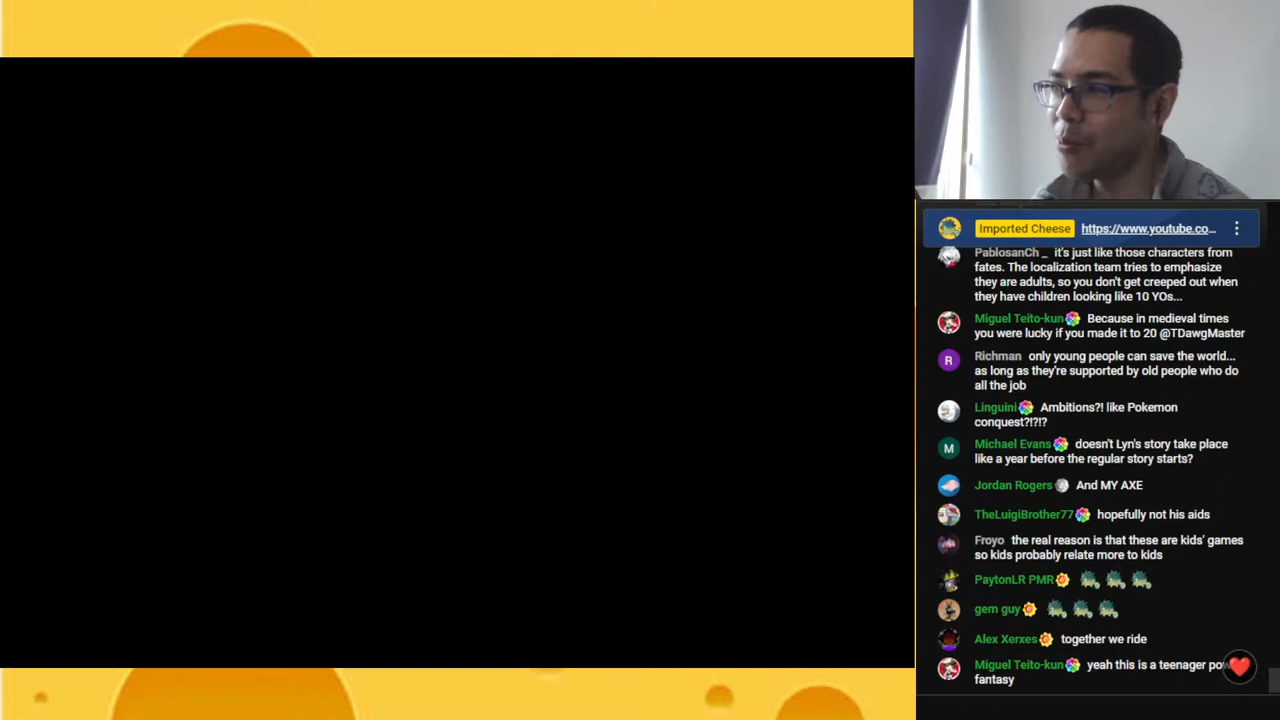 Imported Cheese https://www.youtube.co...
PablosanCh _ it's just like those characters from
fates. The localization team tries to emphasize
they are adults, so you don't get creeped out when
they have children looking like 10 YOs...
Miguel Teito-kun Because in medieval times
you were lucky if you made it to 20 @TDawgMaster
R Richman only young people can save the world...
as long as they're supported by old people who do
all the job
Linguini Ambitions?! like Pokemon
conquest?!?!?
M Michael Evans doesn't Lyn's story take place
like a year before the regular story starts?
Jordan Rogers And MY AXE
TheLuigiBrother77 hopefully not his aids
Froyo the real reason is that these are kids' games
so kids probably relate more to kids
PaytonLR PMR
gem guy
Alex Xerxes together we ride
Miguel Teito-kun yeah this is a teenager
fantasy